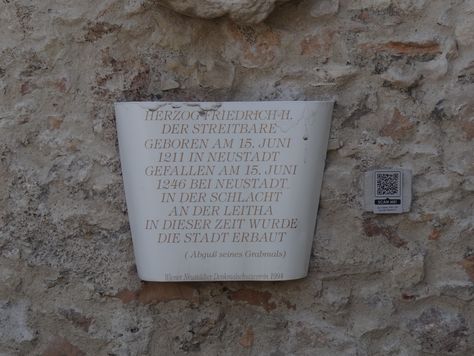 HERZOG FRIEDRICH II.
DER STREITBARE
GEBOREN AM 15. JUNI
1211 IN NEUSTADT
GEFALLEN AM 15. JUNI
1246 BEI NEUSTADT
IN DER SCHLACHT
AN DER LEITHA
IN DIESER ZEIT WURDE
DIE STADT ERBAUT
( Abguß seines Grabmals)
Wiener Neustädter Denkmalschutzverein 1994
SCAN ME!